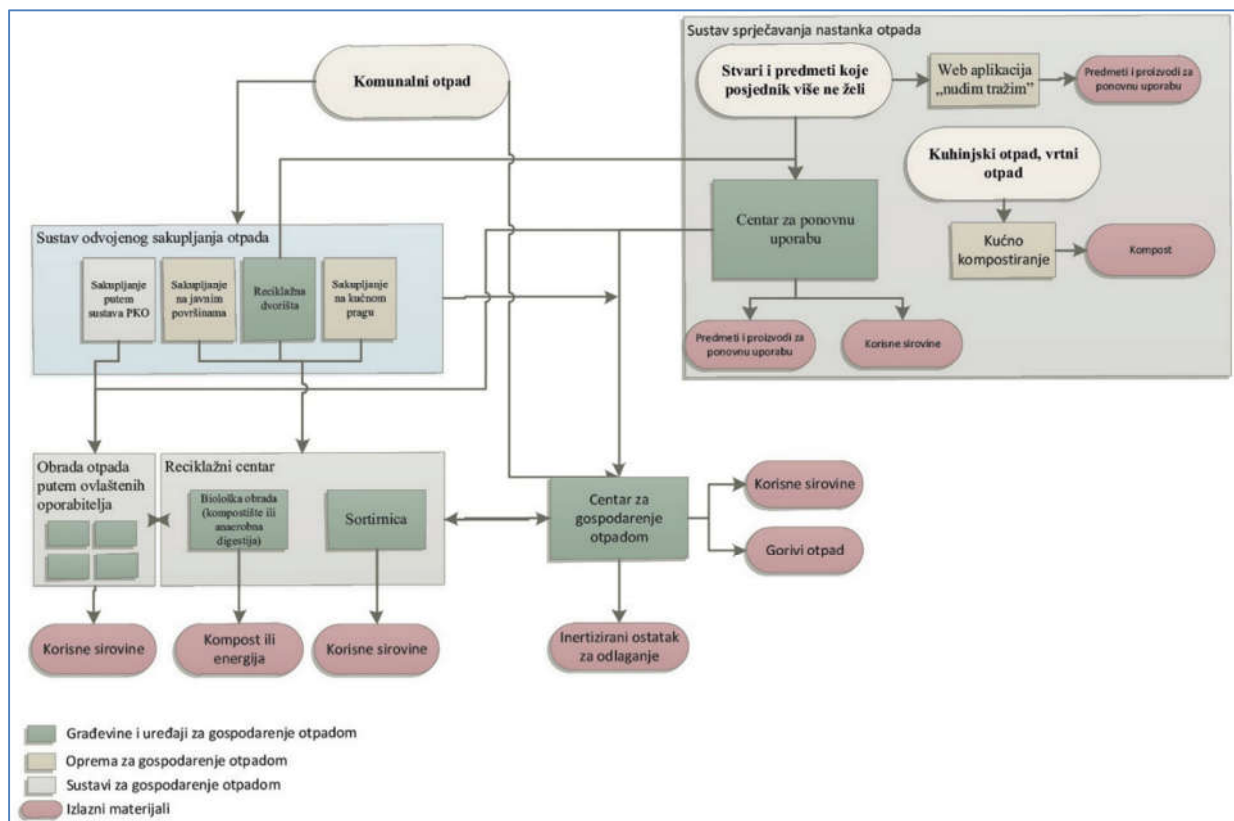 Sustav sprječavanja nastanka otpada
Komunalni otpad
Stvari i predmeti koje
posjednik više ne želi
Web aplikacija
„nudim tražim”
Predmeti i proizvodi za
ponovnu uporabu
Kuhinjski otpad, vrtni
otpad
Centar za ponovnu
uporabu
Kućno
kompostiranje
Kompost
Predmeti i proizvodi za
ponovnu uporabu
Korisne sirovine
Sustav odvojenog sakupljanja otpada
Sakupljanje
putem
sustava PKO
Sakupljanje
na javnim
površinama
Reciklažna
dvorišta
Sakupljanje
na kućnom
pragu
Obrada otpada
putem ovlaštenih
oporabitelja
Reciklažni centar
Biološka obrada
(kompostište ili
anaerobna
digestija)
Sortirnica
Centar za
gospodarenje
otpadom
Korisne sirovine
Gorivi otpad
Korisne sirovine
Kompost ili
energija
Korisne sirovine
Inertizirani ostatak
za odlaganje
Građevine i uređaji za gospodarenje otpadom
Oprema za gospodarenje otpadom
Sustavi za gospodarenje otpadom
Izlazni materijali